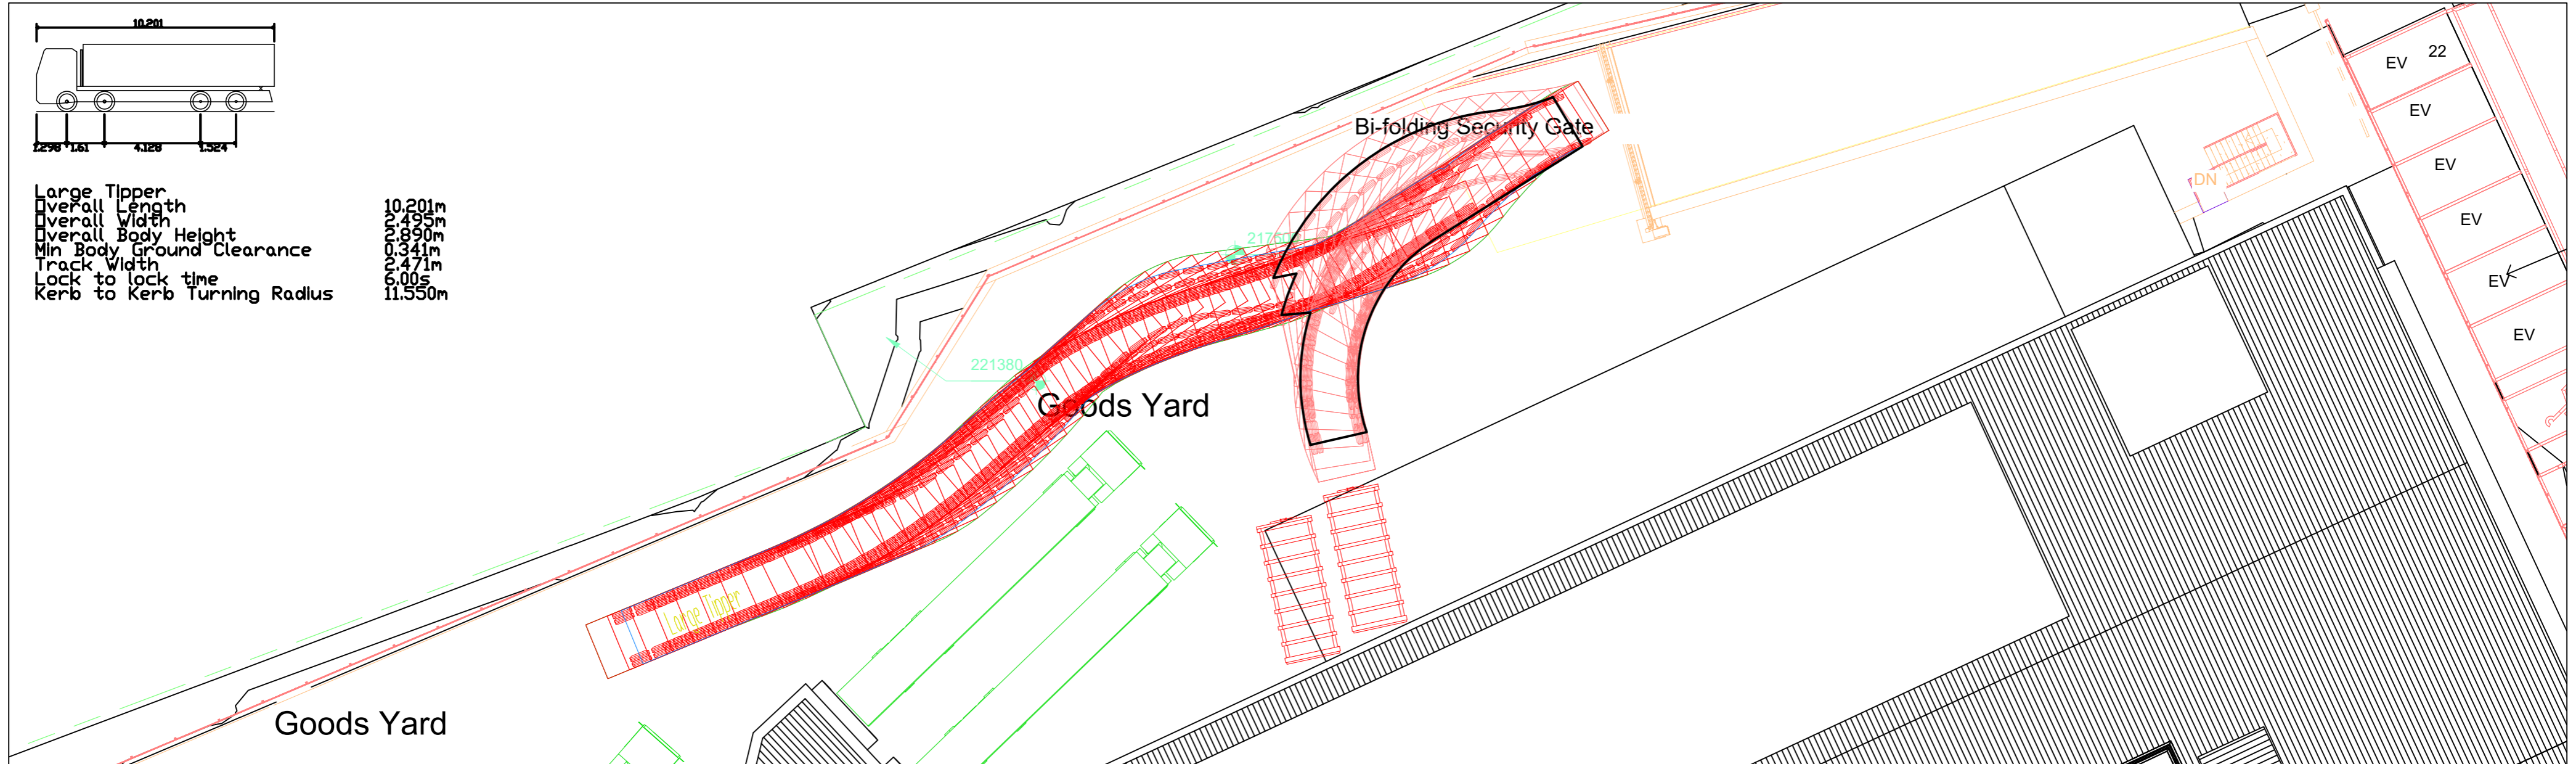 10.201
1.298 1.61 4.128 1.524
Large Tipper
Overall Length 10.201m
Overall Width 2.495m
Overall Body Height 2.890m
Min Body Ground Clearance 0.341m
Track Width 2.471m
Lock to lock time 6.00s
Kerb to Kerb Turning Radius 11.550m
Bi-folding Security Gate
221380
Goods Yard
Large Tipper
Goods Yard
DN
EV 22
EV
EV
EV
EV
EV